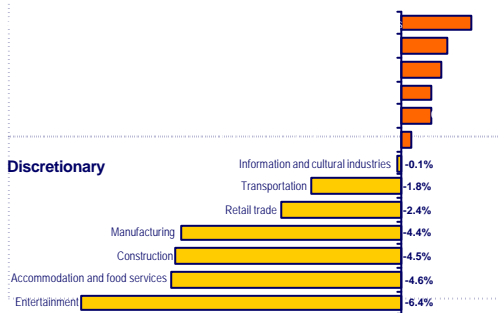 Discretionary
Information and cultural industries -0.1%
Transportation -1.8%
Retail trade -2.4%
Manufacturing -4.4%
Construction -4.5%
Accommodation and food services -4.6%
Entertainment -6.4%